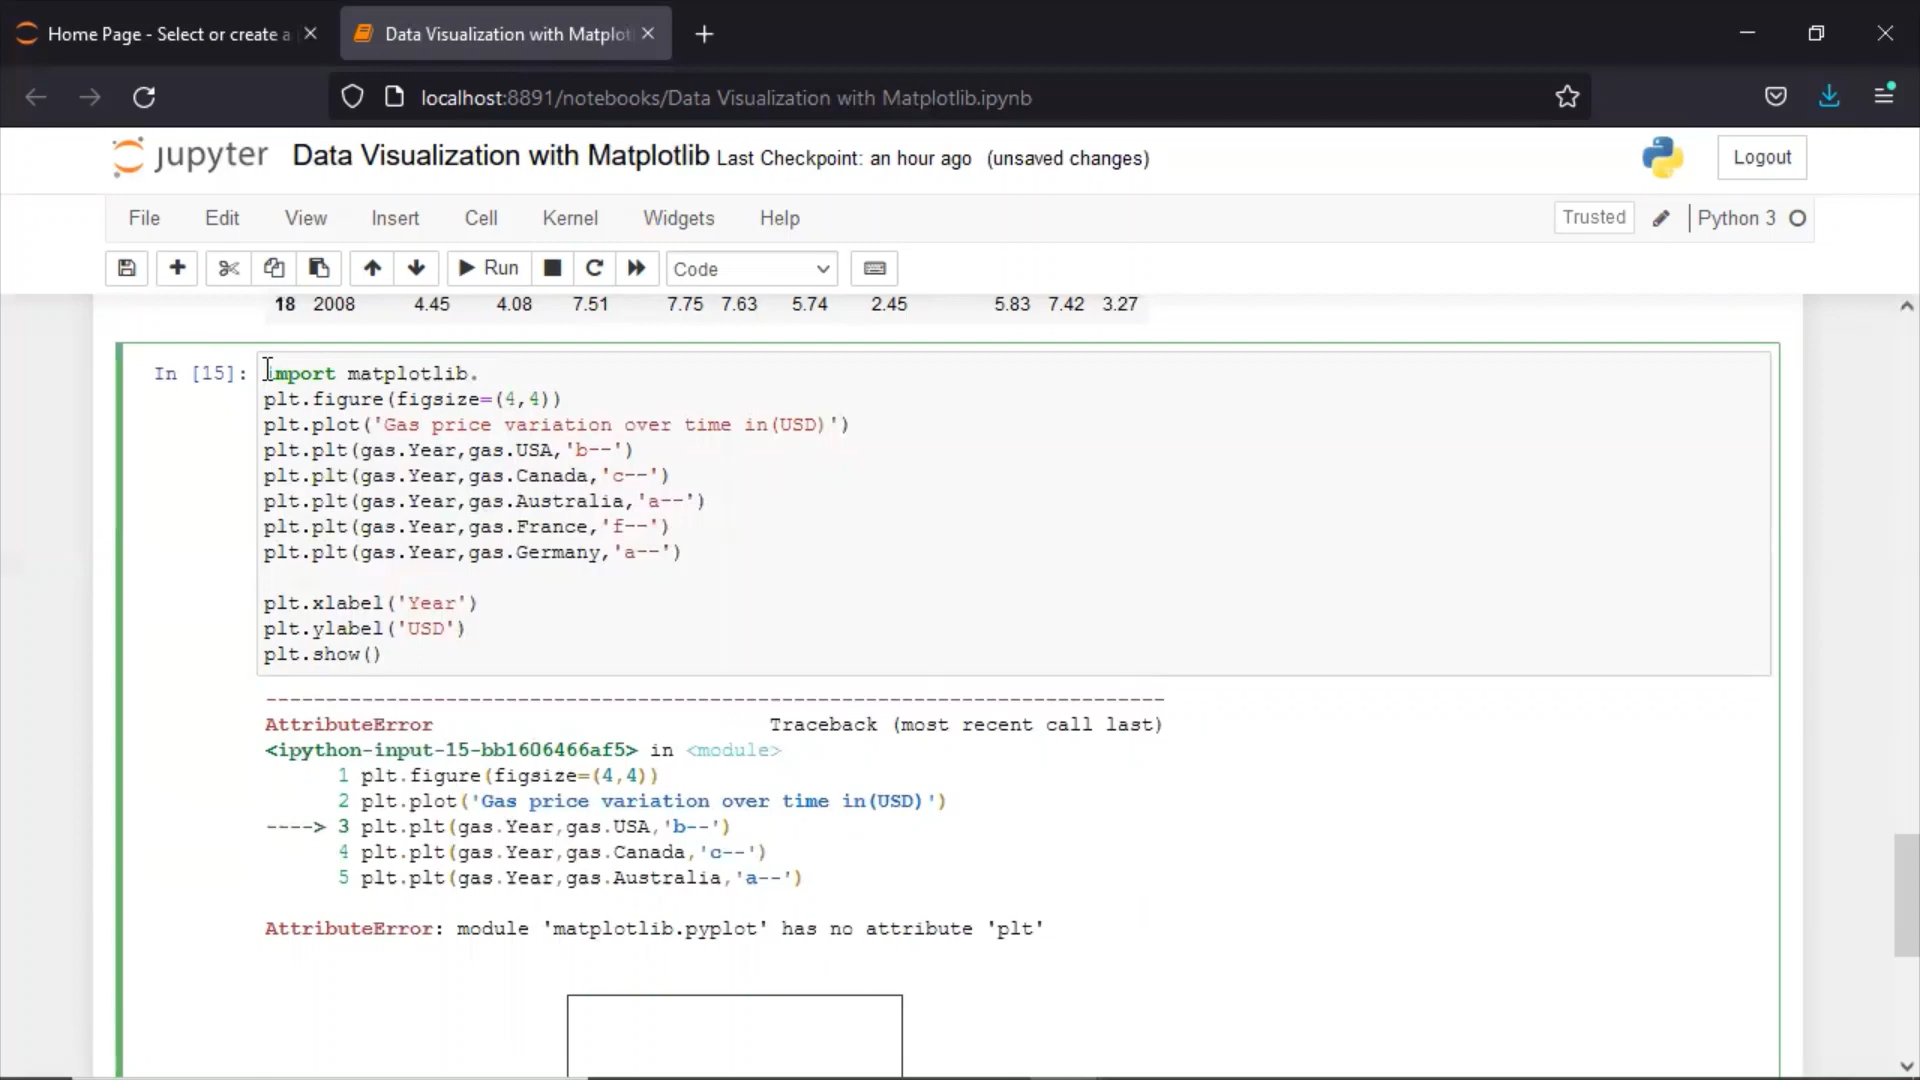 Home Page - Select or create a
Data Visualization with Matplot
localhost:8891/notebooks/Data Visualization with Matplotlib.ipynb
jupyter Data Visualization with Matplotlib Last Checkpoint: an hour ago (unsaved changes)
Logout
File Edit View Insert Cell Kernel Widgets Help
Trusted Python 3
Run Code
18 2008 4.45 4.08 7.51 7.75 7.63 5.74 2.45 5.83 7.42 3.27
In [15]: import matplotlib.
plt.figure(figsize=(4,4))
plt.plot('Gas price variation over time in(USD)')
plt.plt(gas.Year,gas.USA,'b--')
plt.plt(gas.Year,gas.Canada,'c--')
plt.plt(gas.Year,gas.Australia,'a--')
plt.plt(gas.Year,gas.France,'f--')
plt.plt(gas.Year,gas.Germany,'a--')
plt.xlabel('Year')
plt.ylabel('USD')
plt.show()
---------------------------------------------------------------------------
AttributeError Traceback (most recent call last)
<ipython-input-15-bb1606466af5> in <module>
1 plt.figure(figsize=(4,4))
2 plt.plot('Gas price variation over time in(USD)')
----> 3 plt.plt(gas.Year,gas.USA,'b--')
4 plt.plt(gas.Year,gas.Canada,'c--')
5 plt.plt(gas.Year,gas.Australia,'a--')
AttributeError: module 'matplotlib.pyplot' has no attribute 'plt'